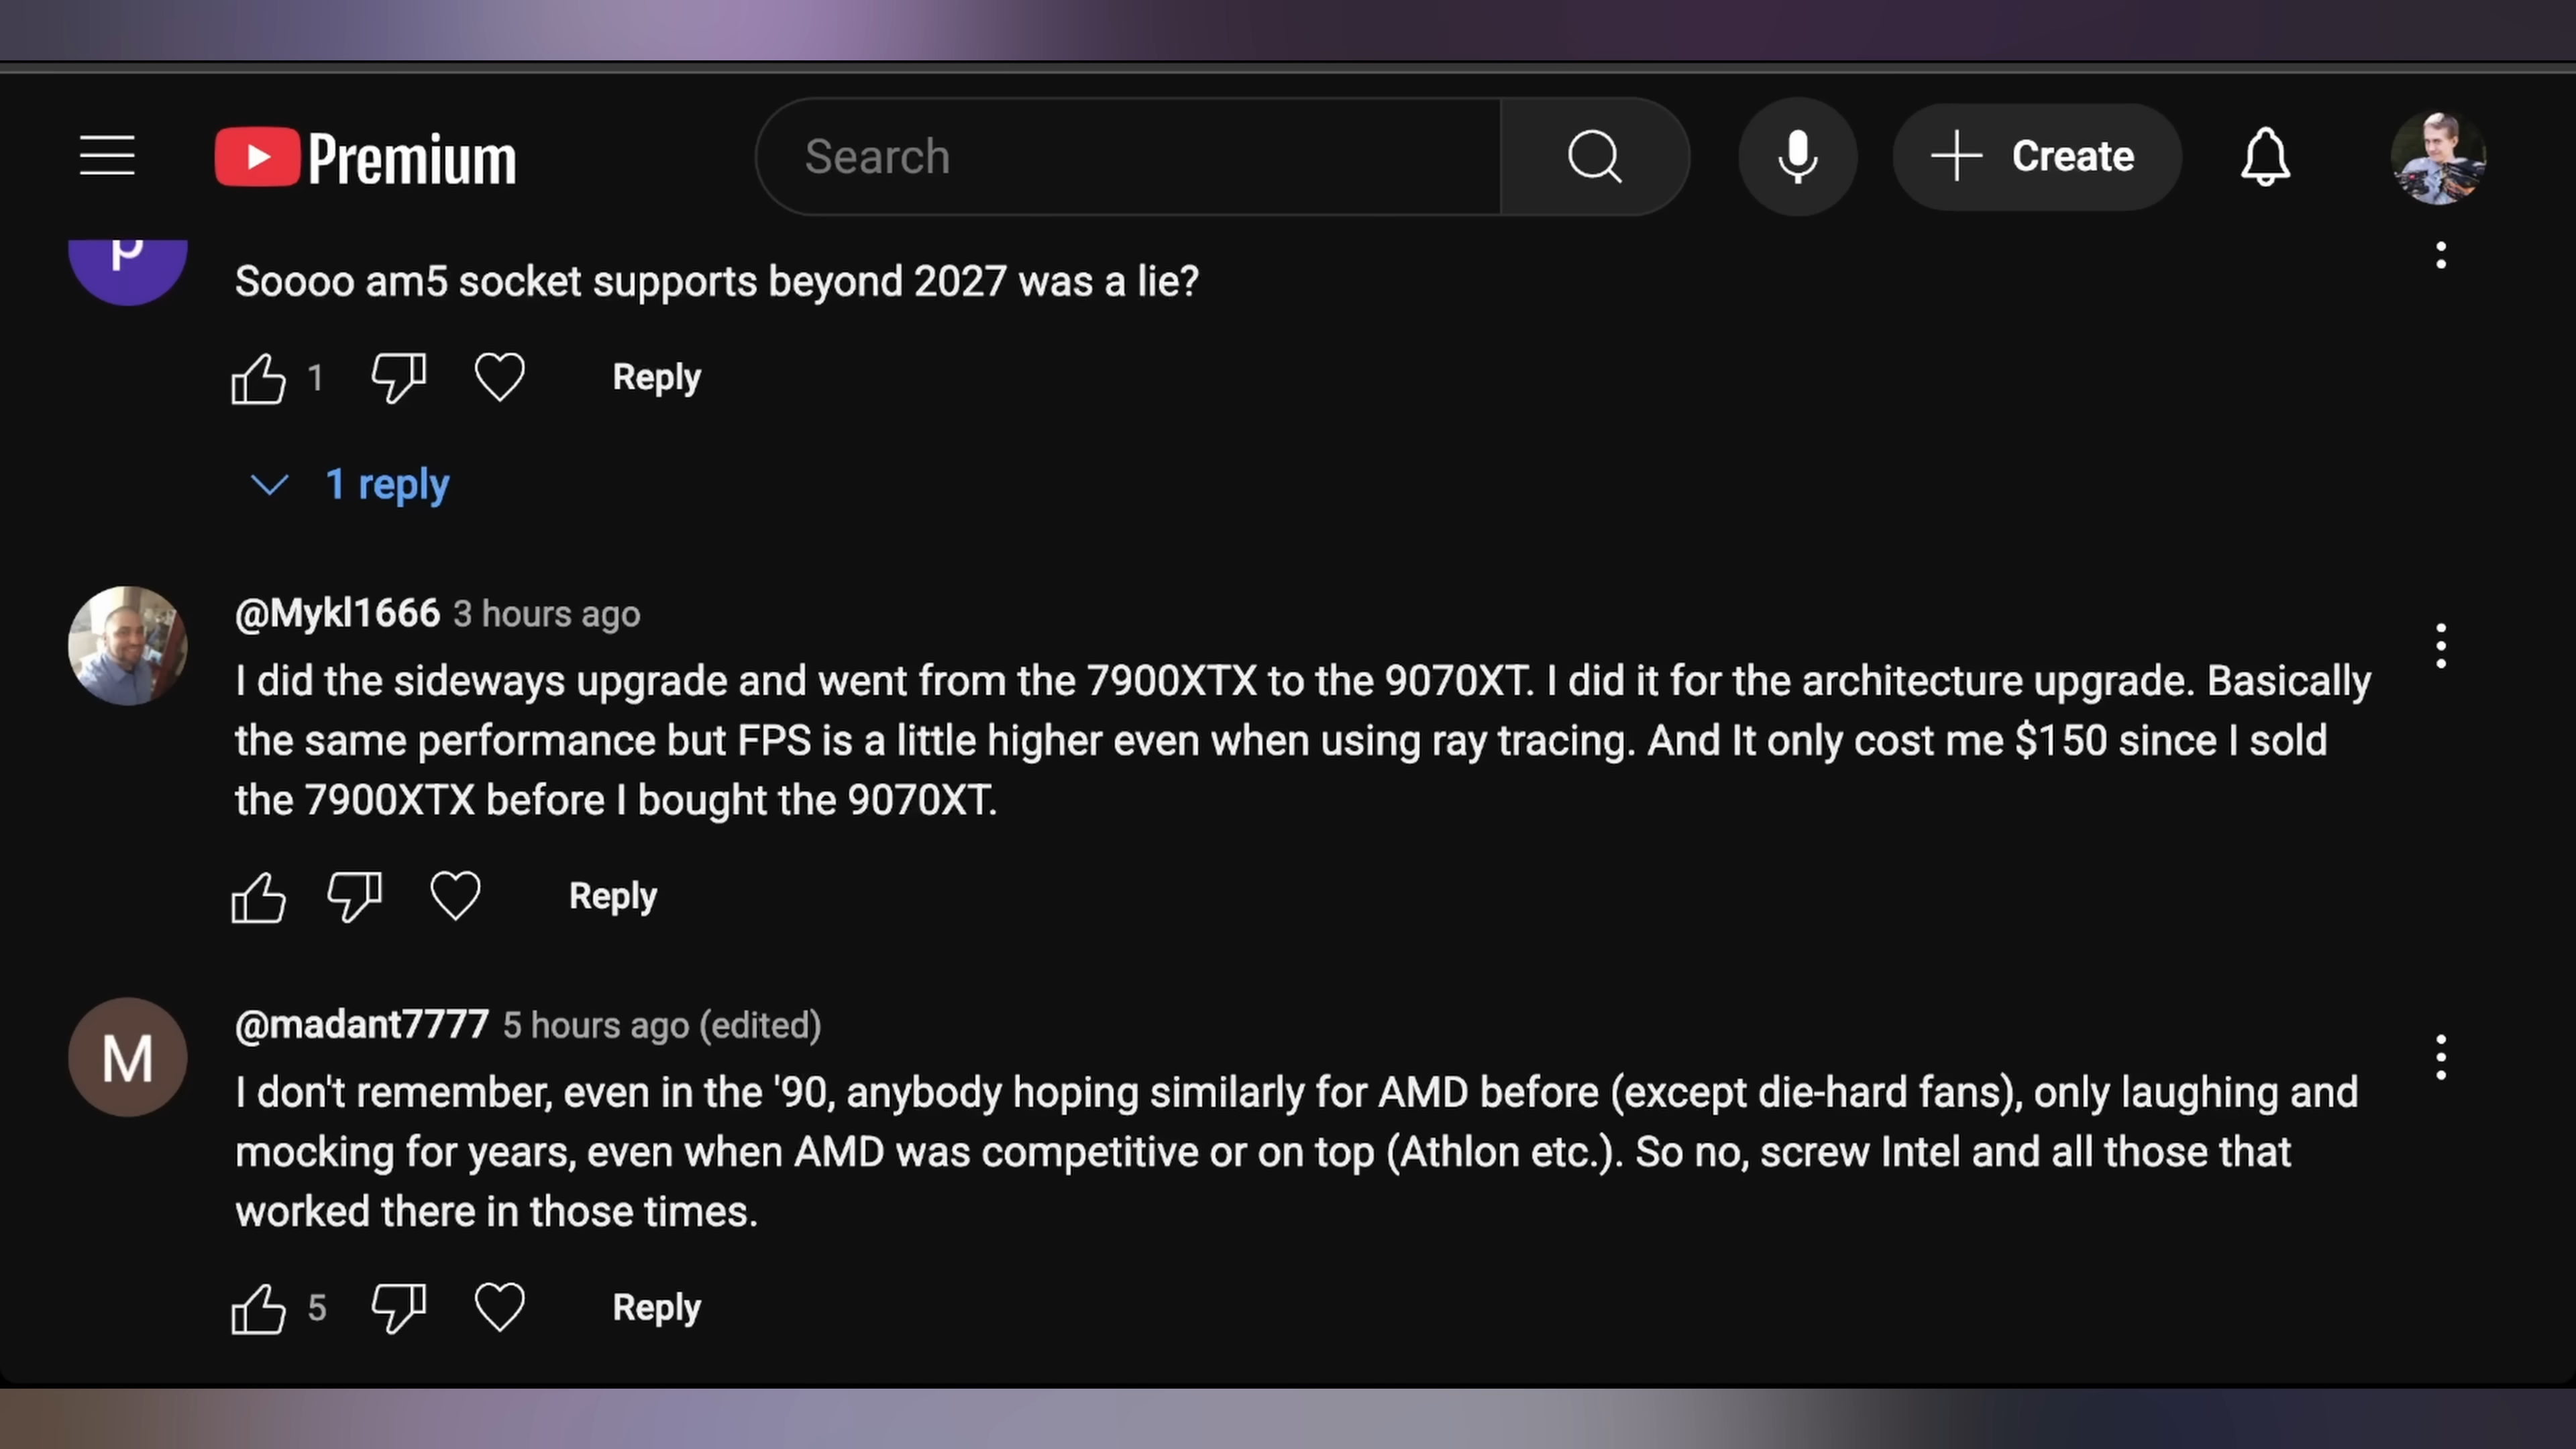 Premium
Search
Create
p
Soooo am5 socket supports beyond 2027 was a lie?
1
Reply
1 reply
@Mykl1666 3 hours ago
I did the sideways upgrade and went from the 7900XTX to the 9070XT. I did it for the architecture upgrade. Basically
the same performance but FPS is a little higher even when using ray tracing. And It only cost me $150 since I sold
the 7900XTX before I bought the 9070XT.
Reply
M
@madant7777 5 hours ago (edited)
I don't remember, even in the '90, anybody hoping similarly for AMD before (except die-hard fans), only laughing and
mocking for years, even when AMD was competitive or on top (Athlon etc.). So no, screw Intel and all those that
worked there in those times.
5
Reply